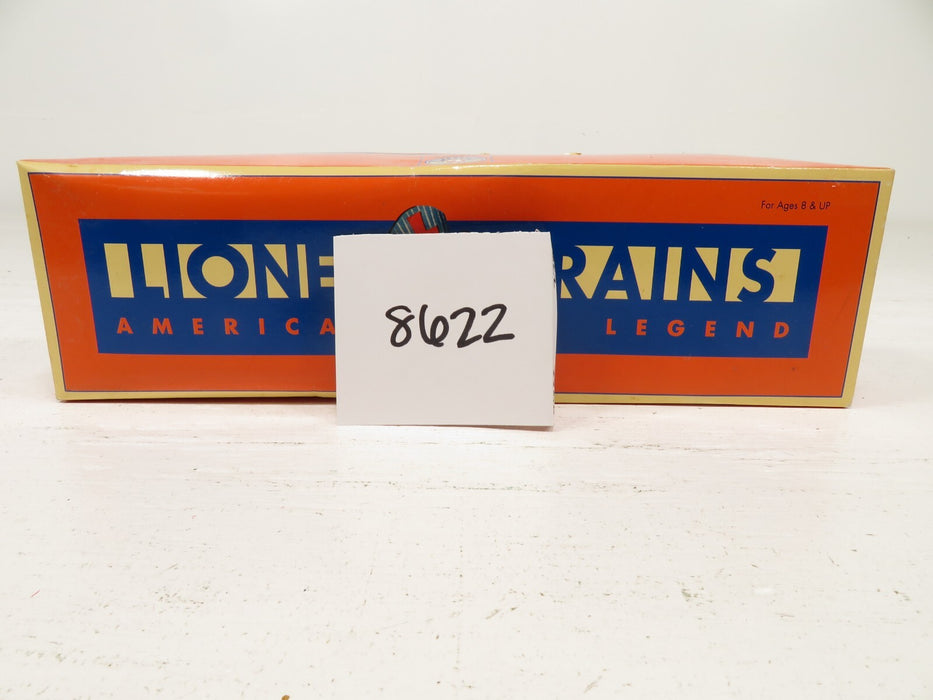 For Ages 8 & UP
LIONE RAINS
AMERICA LEGEND
8622